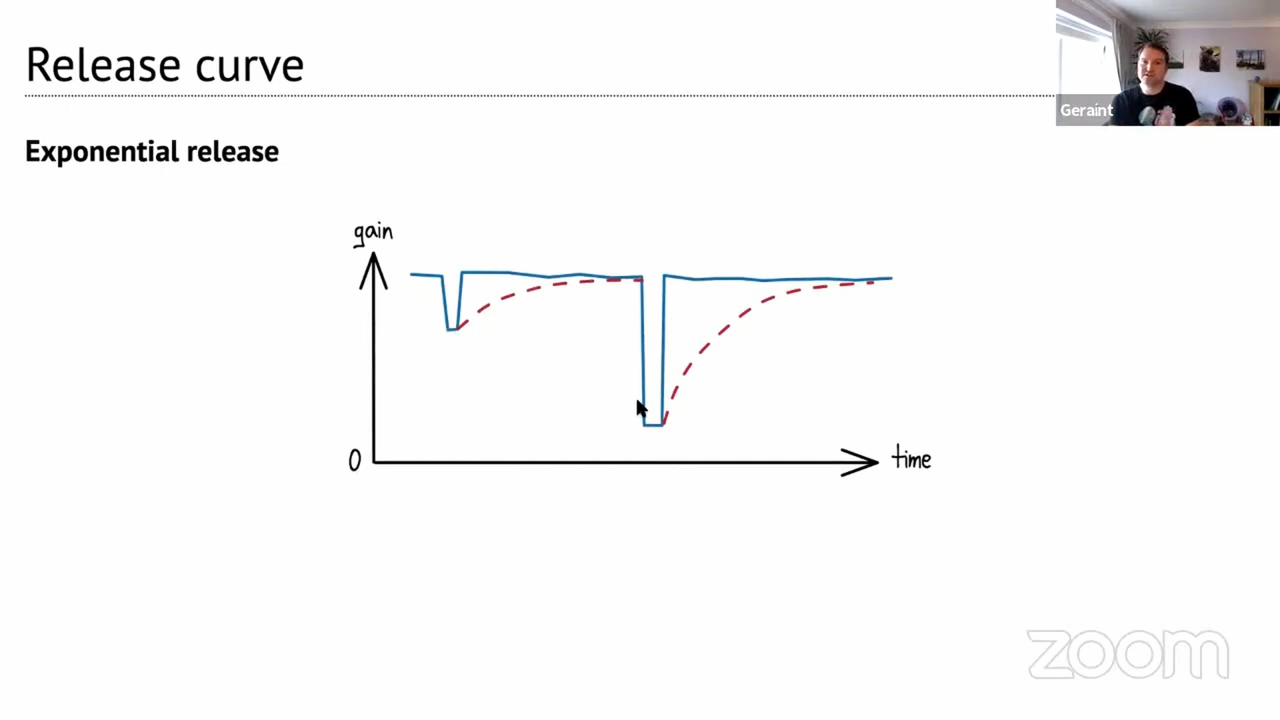 Release curve
Geraint
Exponential release
gain
0
time
zoom